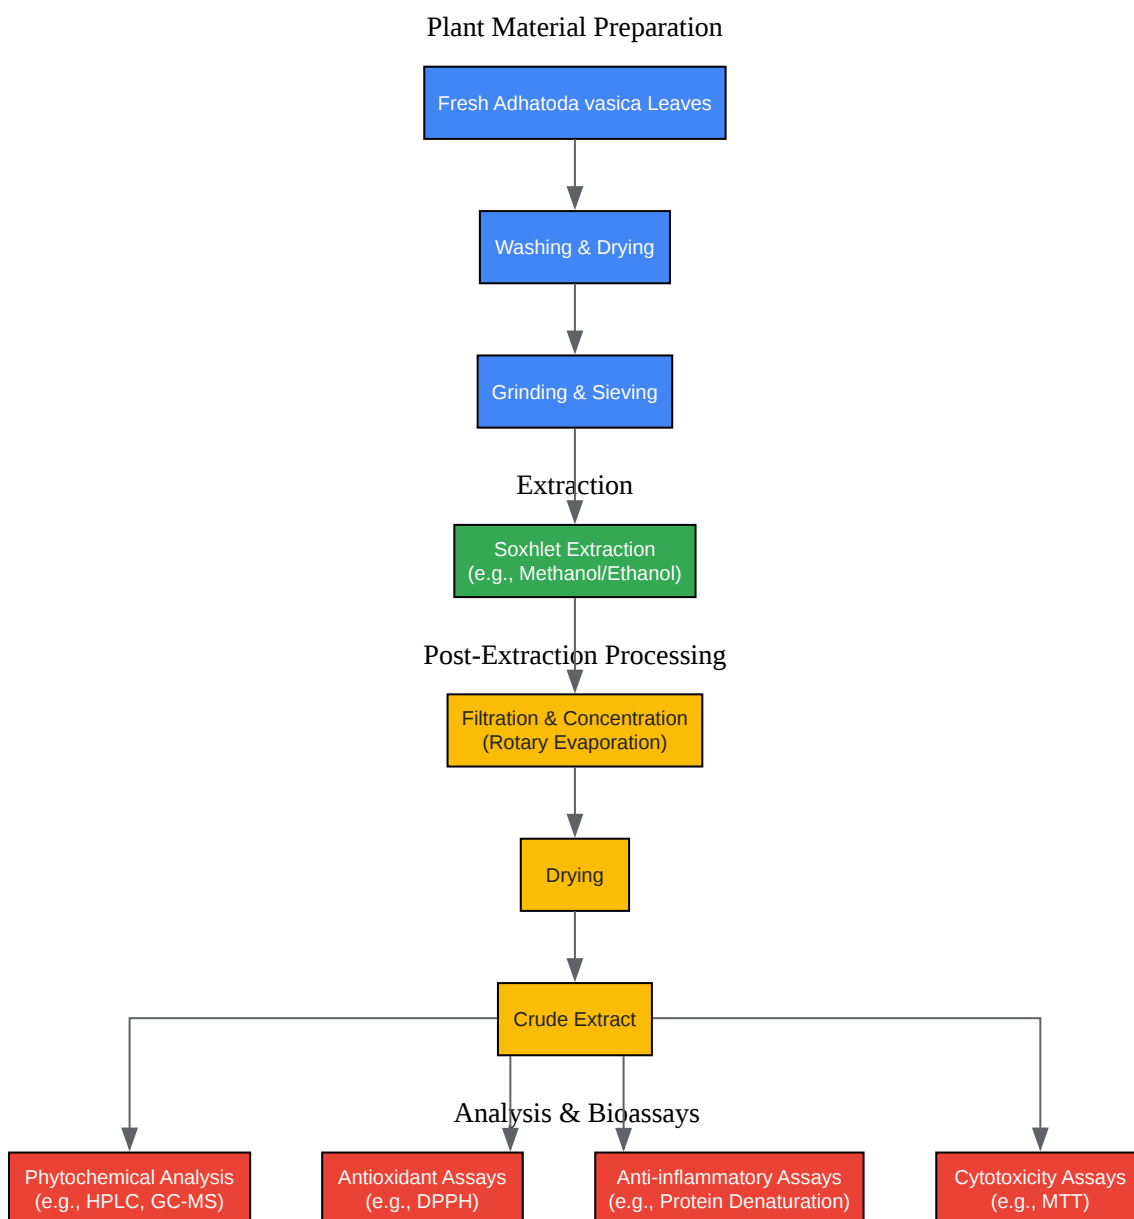 Plant Material Preparation
Fresh Adhatoda vasica Leaves
Washing & Drying
Grinding & Sieving
Extraction
Soxhlet Extraction
(e.g., Methanol/Ethanol)
Post-Extraction Processing
Filtration & Concentration
(Rotary Evaporation)
Drying
Crude Extract
Analysis & Bioassays
Phytochemical Analysis
(e.g., HPLC, GC-MS)
Antioxidant Assays
(e.g., DPPH)
Anti-inflammatory Assays
(e.g., Protein Denaturation)
Cytotoxicity Assays
(e.g., MTT)